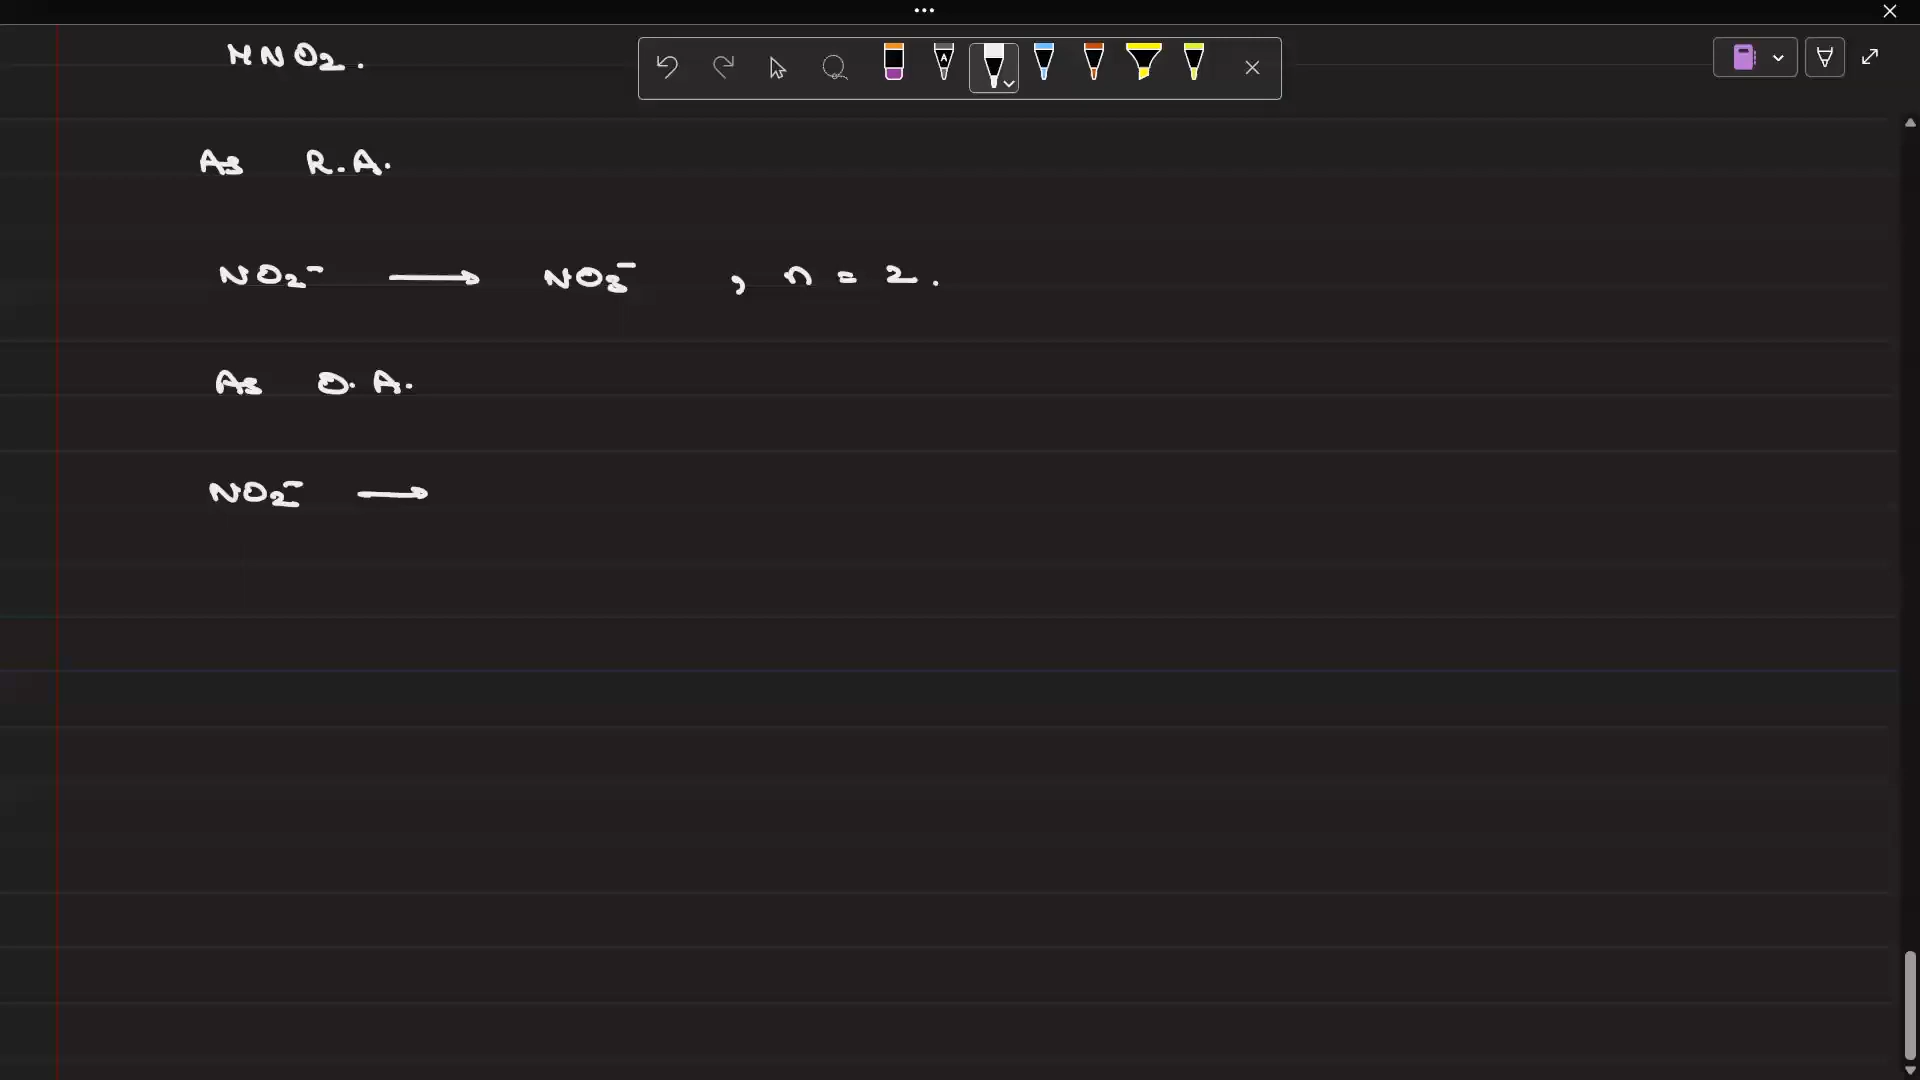 HNO2.
As R.A.
NO2⁻ ⟶ NO3⁻ , n = 2.
As O.A.
NO2⁻ ⟶